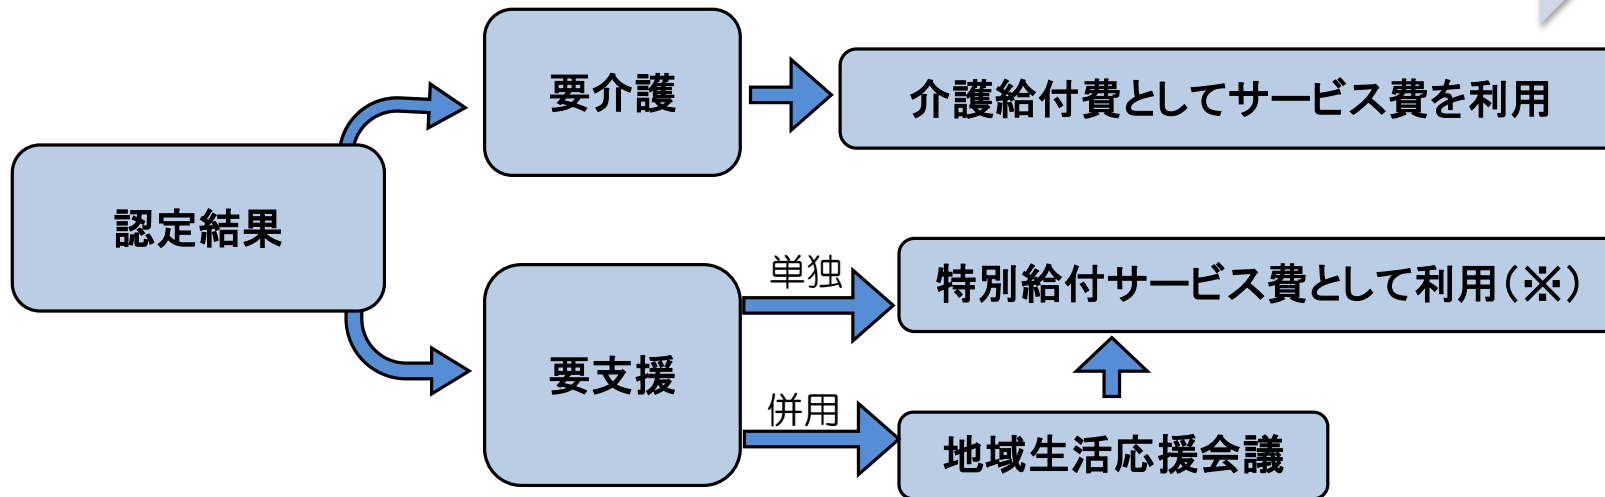 要介護
介護給付費としてサービス費を利用
認定結果
単独
特別給付サービス費として利用(※)
要支援
併用
地域生活応援会議